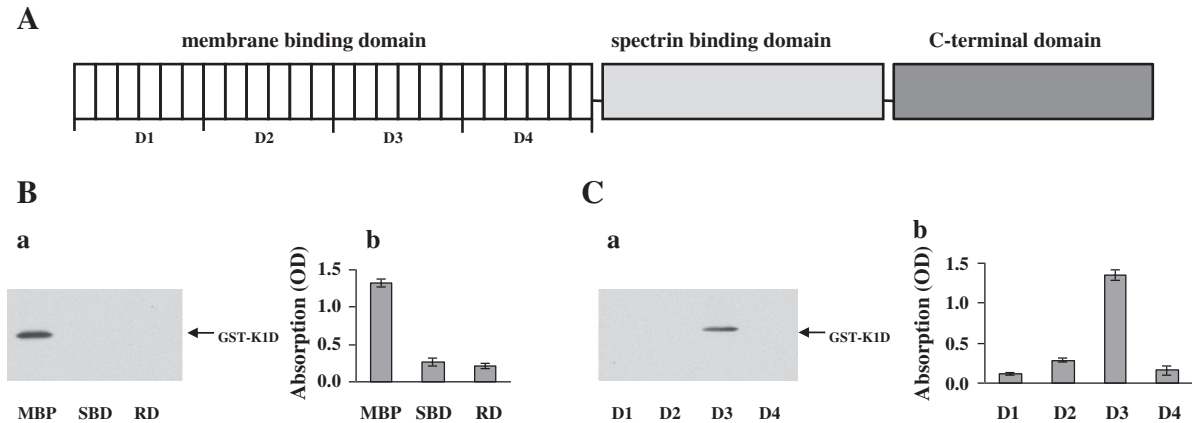 A
membrane binding domain
spectrin binding domain
C-terminal domain
D1 D2 D3 D4
B
a
GST-K1D
MBP SBD RD
b
Absorption (OD)
1.5
1.0
0.5
0.0
MBP SBD RD
C
a
GST-K1D
D1 D2 D3 D4
b
Absorption (OD)
1.5
1.0
0.5
0.0
D1 D2 D3 D4